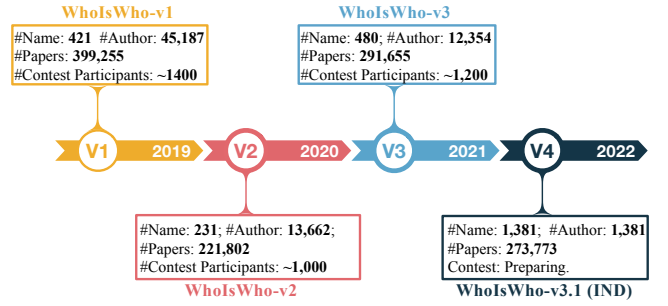 WhoIsWho-v1
#Name: 421 #Author: 45,187
#Papers: 399,255
#Contest Participants: ~1400
WhoIsWho-v3
#Name: 480; #Author: 12,354
#Papers: 291,655
#Contest Participants: ~1,200
V1 2019 V2 2020 V3 2021 V4 2022
#Name: 231; #Author: 13,662;
#Papers: 221,802
#Contest Participants: ~1,000
WhoIsWho-v2
#Name: 1,381; #Author: 1,381
#Papers: 273,773
Contest: Preparing.
WhoIsWho-v3.1 (IND)